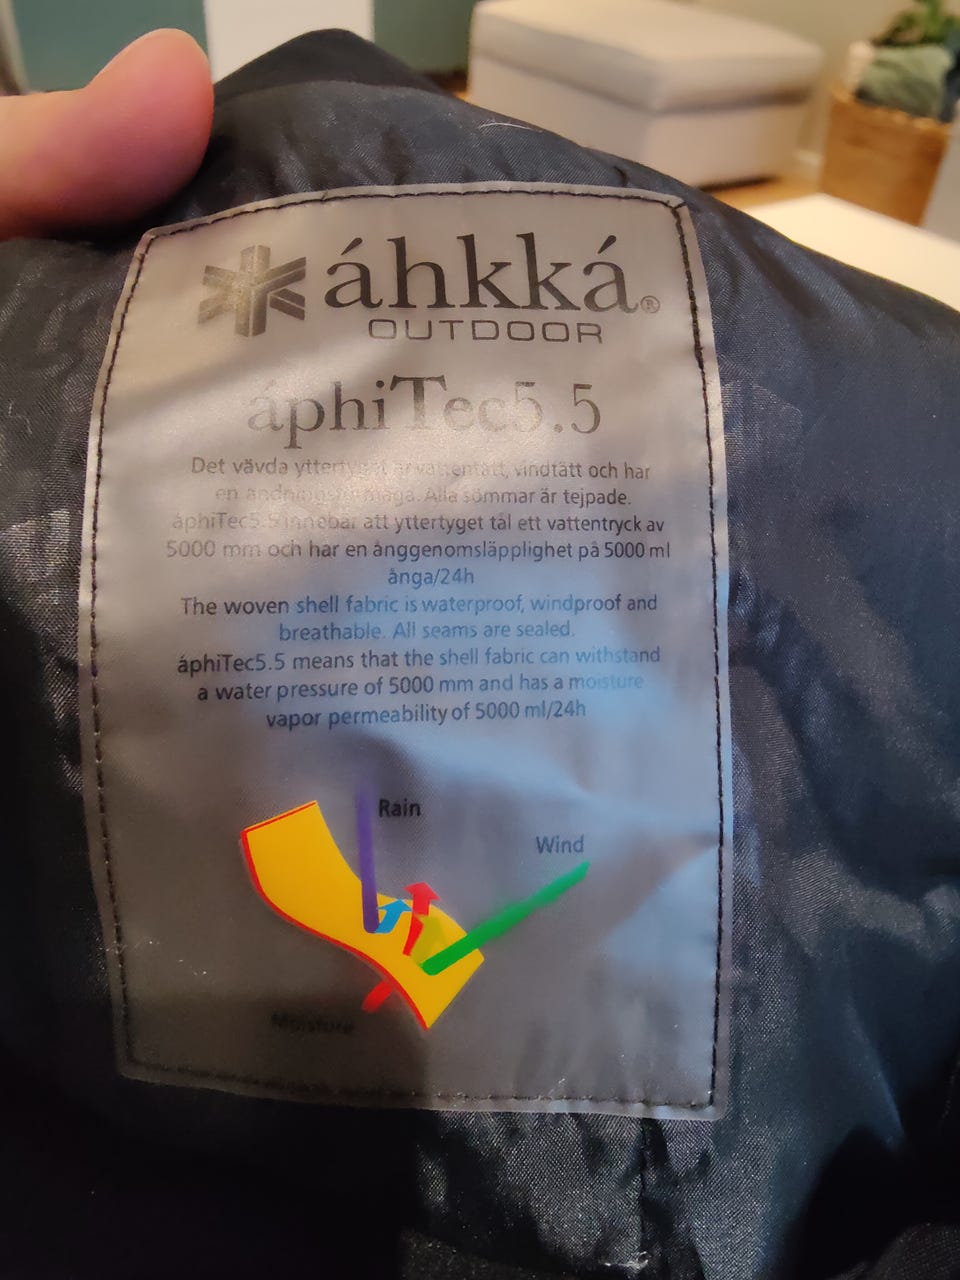 áhkká®
OUTDOOR
áphiTec5.5
Det vävda yttertyget är vattentätt, vindtätt och har
en andningsförmåga. Alla sömmar är tejpade.
áphiTec5.5 innebär att yttertyget tål ett vattentryck av
5000 mm och har en ånggenomsläpplighet på 5000 ml
ånga/24h
The woven shell fabric is waterproof, windproof and
breathable. All seams are sealed.
áphiTec5.5 means that the shell fabric can withstand
a water pressure of 5000 mm and has a moisture
vapor permeability of 5000 ml/24h
Rain
Wind
Moisture